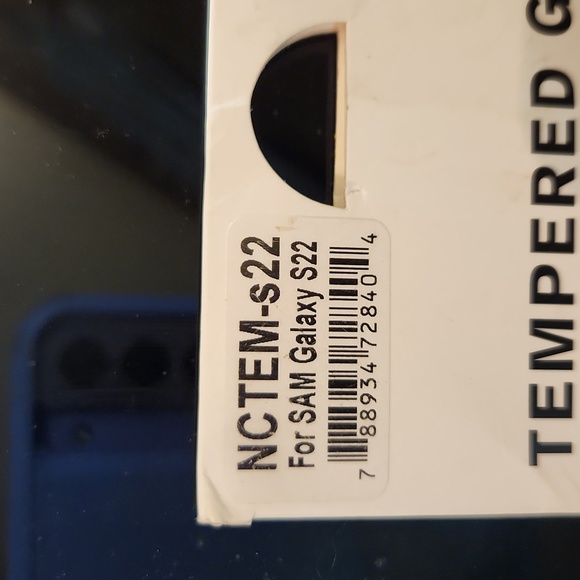 NCTEM-s22
For SAM Galaxy S22
7 88934 72840 4
TEMPERED G